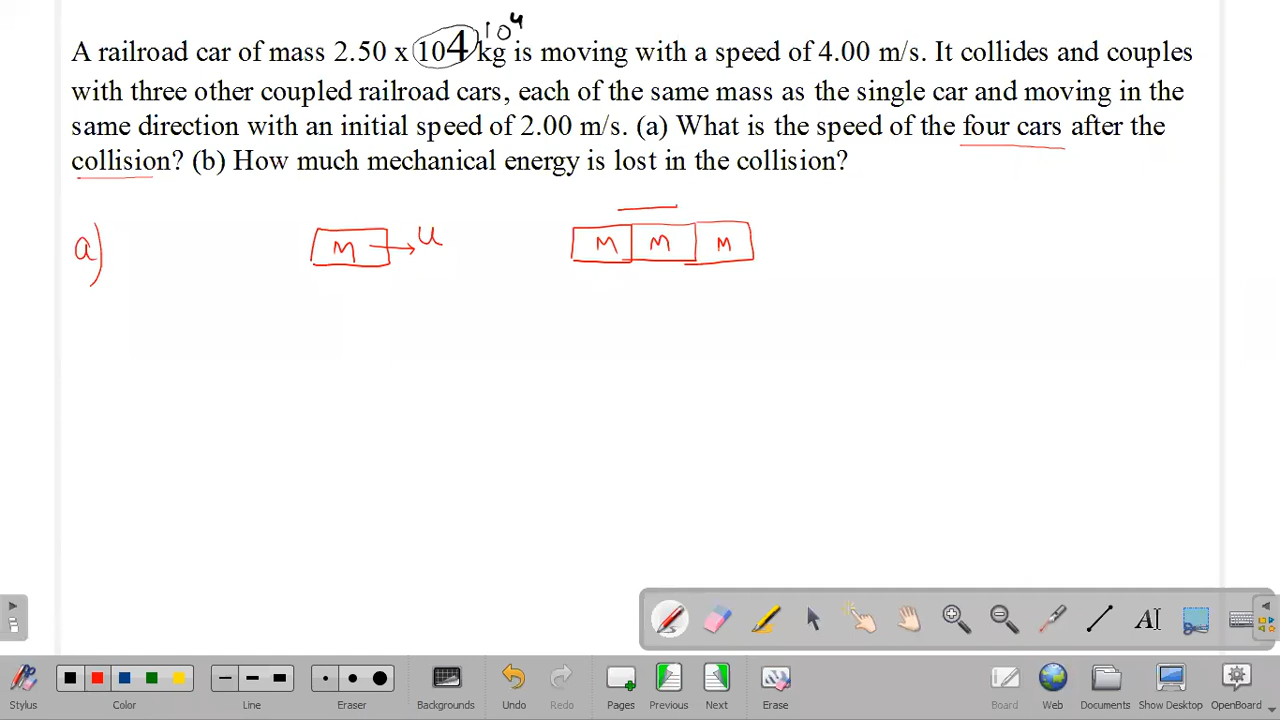 10⁴
A railroad car of mass 2.50 x 104 kg is moving with a speed of 4.00 m/s. It collides and couples
with three other coupled railroad cars, each of the same mass as the single car and moving in the
same direction with an initial speed of 2.00 m/s. (a) What is the speed of the four cars after the
collision? (b) How much mechanical energy is lost in the collision?
a) M u M M M
Stylus Color Line Eraser Backgrounds Undo Redo Pages Previous Next Erase Board Web Documents Show Desktop OpenBoard